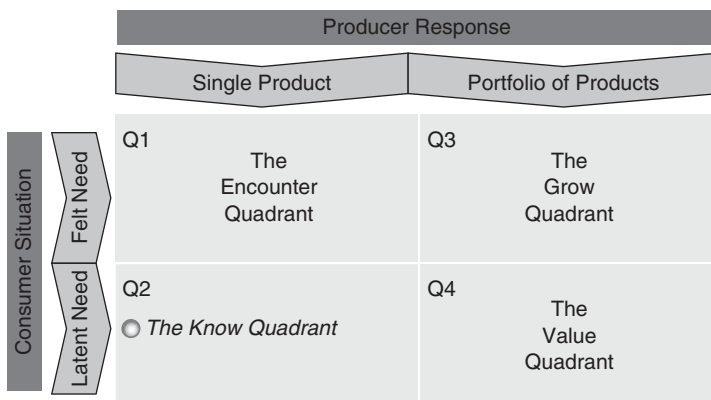 Producer Response
Single Product
Portfolio of Products
Consumer Situation
Felt Need
Latent Need
Q1
The
Encounter
Quadrant
Q3
The
Grow
Quadrant
Q2
The Know Quadrant
Q4
The
Value
Quadrant